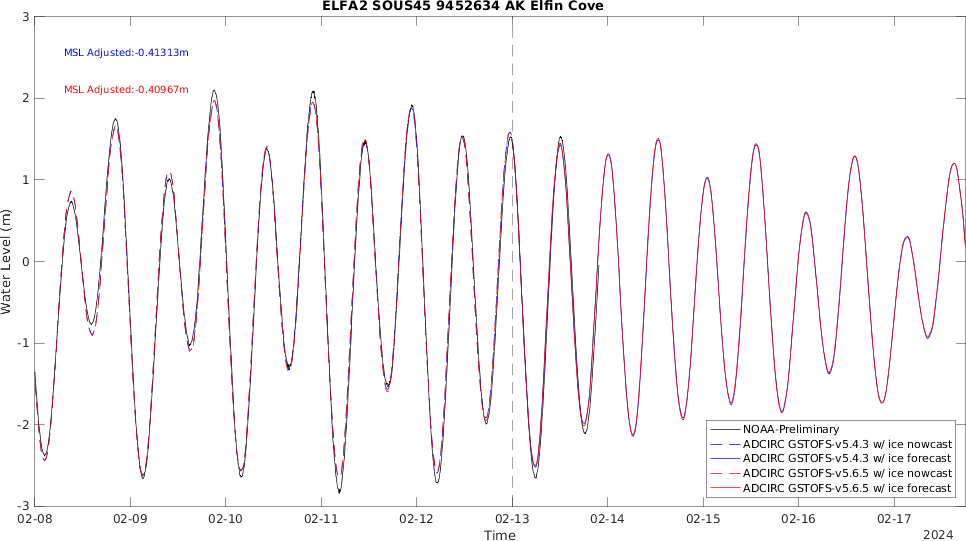 ELFA2 SOUS45 9452634 AK Elfin Cove
3
MSL Adjusted:-0.41313m
MSL Adjusted:-0.40967m
2
1
0
-1
-2
-3
Water Level (m)
NOAA-Preliminary
ADCIRC GSTOFS-v5.4.3 w/ ice nowcast
ADCIRC GSTOFS-v5.4.3 w/ ice forecast
ADCIRC GSTOFS-v5.6.5 w/ ice nowcast
ADCIRC GSTOFS-v5.6.5 w/ ice forecast
02-08 02-09 02-10 02-11 02-12 02-13 02-14 02-15 02-16 02-17
Time
2024